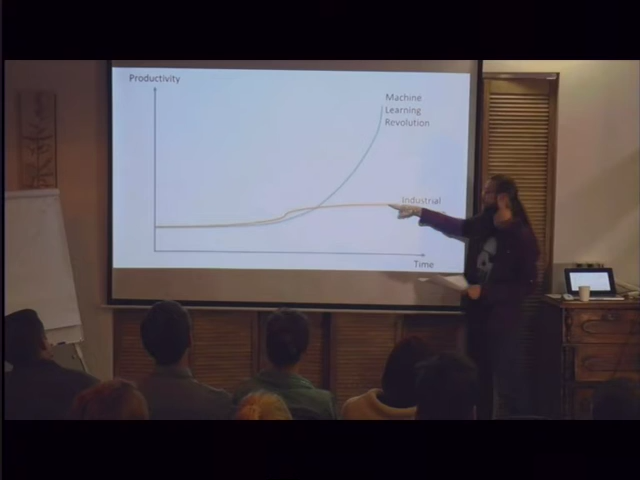 Productivity
Machine
Learning
Revolution
Industrial
Time